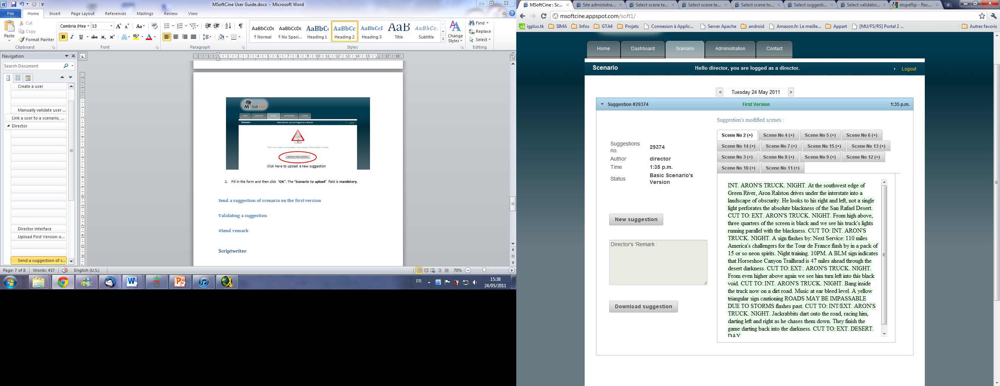 MSoftCine User Guide.docx - Microsoft Word
File
Home
Insert
Page Layout
References
Mailings
Review
View
Paste
Cut
Copy
Format Painter
Clipboard
Cambria (Hea
13
Font
Paragraph
AaBbCcDc
¶ Normal
AaBbCcDc
¶ No Spaci...
AaBbC
Heading 1
AaBbCc
Heading 2
AaBbCcI
Heading 3
AaB
Title
AaBbCc.
Subtitle
Change
Styles
Styles
Find
Replace
Select
Editing
Navigation
Search Document
Create a user
Manually validate user ...
Link a user to a scenario, ...
Director
Director interface
Upload First Version o...
Send a suggestion of s...
M Soft Cine
Home
Dashboard
Scenario
Administration
Contact
Scenario
Hello director, you are logged as a director.
Logout
There is no scenario corresponding to your username. Please upload a scenario
Upload a new scenario
Click here to upload a new suggestion
2. Fill in the form and then click “OK”. The “Scenario to upload” field is mandatory.
Send a suggestion of scenario on the first version
Validating a suggestion
#Send remark
Scriptwriter
Page: 7 of 8
Words: 457
English (U.S.)
70%
FR
15:38
24/05/2011
MSoftCine : Sc...
Site administra...
Select scene te...
Select scene te...
Select scene to...
Select suggesti...
Select validatio...
stupeflip - Rec...
msoftcine.appspot.com/soft1/
igplus.tk
SIMA
Infos
GTA4
Projets
Connexion à Applic...
Server Apache
android
Amazon.fr: Le meille...
Appart
[MU/FS/RS] Portal 2 ...
Autres favoris
Home
Dashboard
Scenario
Administration
Contact
Scenario
Hello director, you are logged as a director.
Logout
<
Tuesday 24 May 2011
>
Suggestion #29374
First Version
1:35 p.m.
Suggestions no.
29374
Author
director
Time
1:35 p.m.
Status
Basic Scenario's
Version
New suggestion
Director's 'Remark :
Download suggestion
Suggestion's modified scenes :
Scene No 2 (+)
Scene No 4 (+)
Scene No 5 (+)
Scene No 6 (+)
Scene No 14 (+)
Scene No 7 (+)
Scene No 15 (+)
Scene No 13 (+)
Scene No 3 (+)
Scene No 8 (+)
Scene No 9 (+)
Scene No 12 (+)
Scene No 10 (+)
Scene No 11 (+)
INT. ARON'S TRUCK. NIGHT. At the southwest edge of
Green River, Aron Ralston drives under the interstate into a
landscape of obscurity. He looks to his right and left, not a single
light perforates the absolute blackness of the San Rafael Desert.
CUT TO: EXT. ARON'S TRUCK. NIGHT. From high above,
three quarters of the screen is black and we see his truck's lights
running parallel with the blackness. CUT TO: INT. ARON'S
TRUCK. NIGHT. A sign flashes by: Next Service: 110 miles
America's challengers for the Tour de France flash by in a pack of
15 or so neon spirits. Night training. 10PM. A BLM sign indicates
that Horseshoe Canyon Trailhead is 47 miles ahead through the
desert darkness. CUT TO: EXT:. ARON'S TRUCK. NIGHT.
From even higher above again we see him turn left into this black
void. CUT TO: INT. ARON'S TRUCK. NIGHT. Bang inside
the truck now on a dirt road. Music at ear bleed level. A yellow
triangular sign cautioning ROADS MAY BE IMPASSABLE
DUE TO STORMS flashes past. CUT TO: INT/EXT. ARON'S
TRUCK. NIGHT. Jackrabbits dart onto the road, racing him,
darting left and right as he chases them down. They finish the
game darting back into the darkness. CUT TO: EXT. DESERT.
DAY